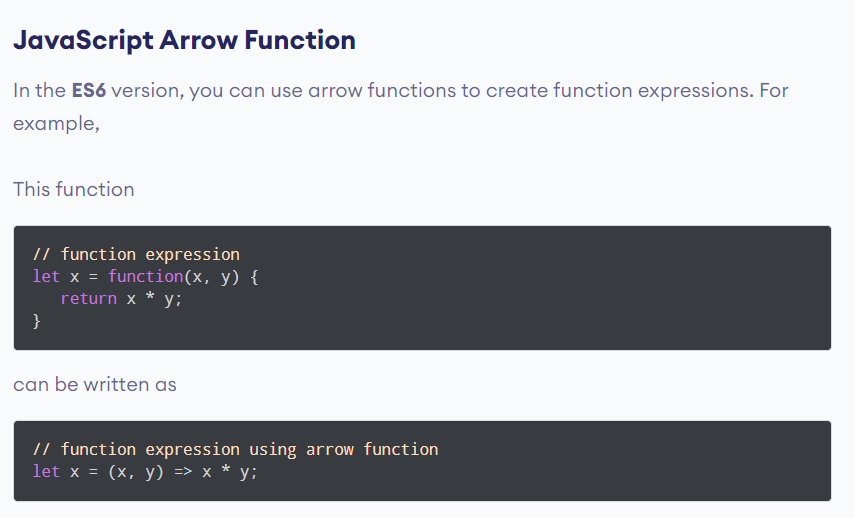 JavaScript Arrow Function
In the ES6 version, you can use arrow functions to create function expressions. For
example,
This function
// function expression
let x = function(x, y) {
   return x * y;
}
can be written as
// function expression using arrow function
let x = (x, y) => x * y;